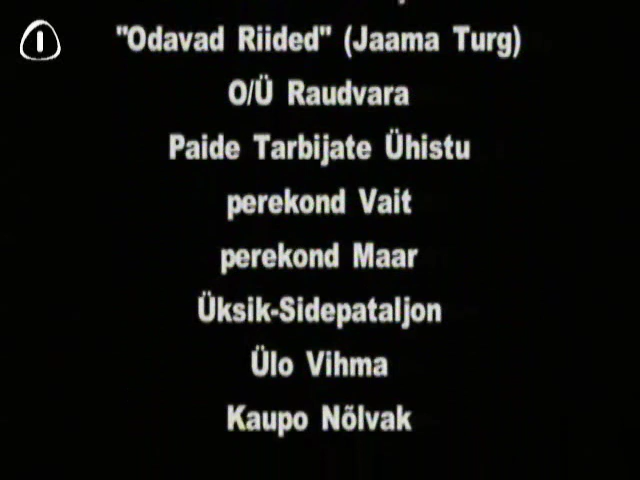 "Odavad Riided" (Jaama Turg)
O/Ü Raudvara
Paide Tarbijate Ühistu
perekond Vait
perekond Maar
Üksik-Sidepataljon
Ülo Vihma
Kaupo Nõlvak